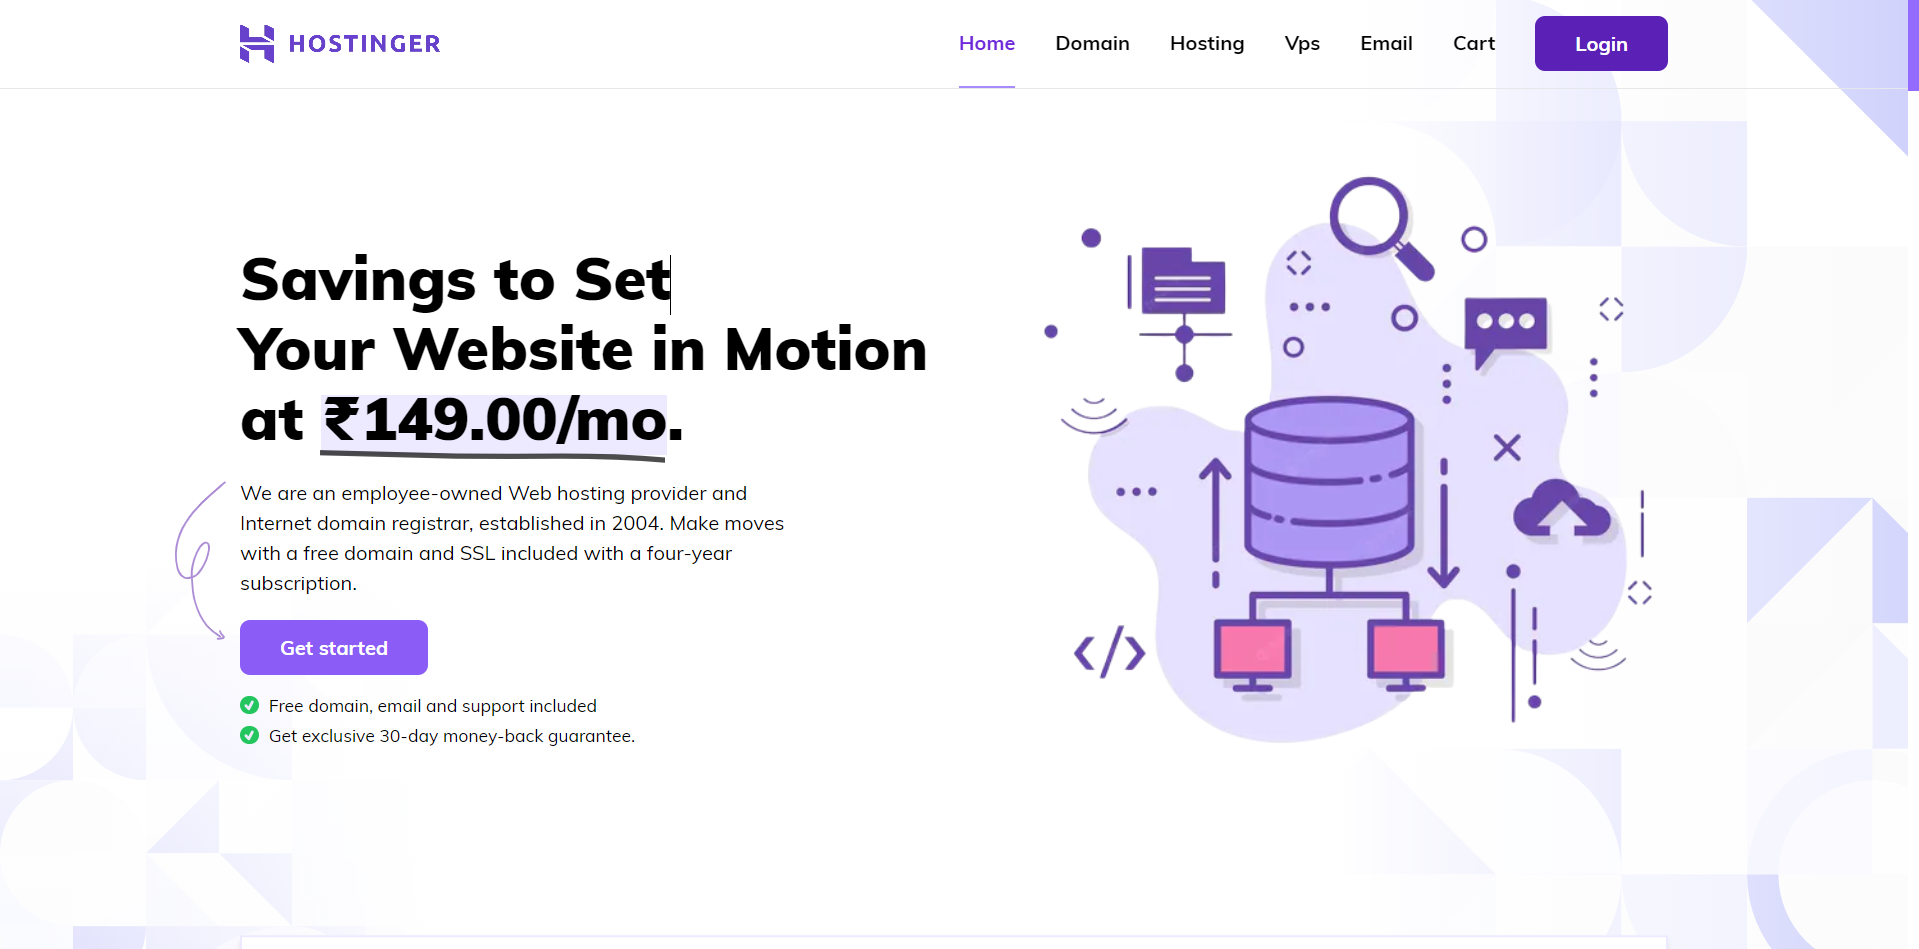 HOSTINGER
Home
Domain
Hosting
Vps
Email
Cart
Login
Savings to Set
Your Website in Motion
at ₹149.00/mo.
We are an employee-owned Web hosting provider and
Internet domain registrar, established in 2004. Make moves
with a free domain and SSL included with a four-year
subscription.
Get started
Free domain, email and support included
Get exclusive 30-day money-back guarantee.